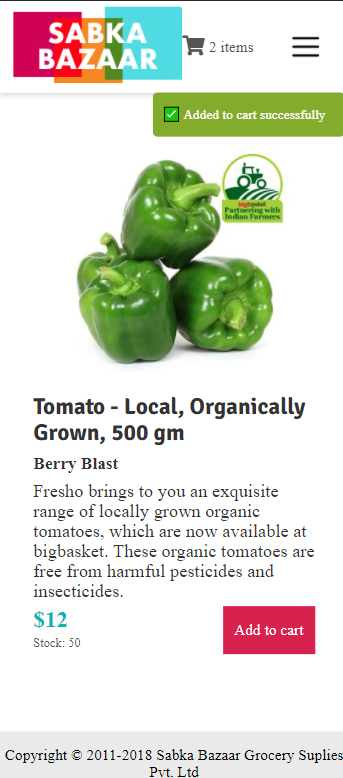 SABKA
BAZAAR
2 items
Added to cart successfully
bigbasket
Partnering with
Indian Farmers
Tomato - Local, Organically
Grown, 500 gm
Berry Blast
Fresho brings to you an exquisite
range of locally grown organic
tomatoes, which are now available at
bigbasket. These organic tomatoes are
free from harmful pesticides and
insecticides.
$12
Stock: 50
Add to cart
Copyright © 2011-2018 Sabka Bazaar Grocery Suplies
Pvt. Ltd